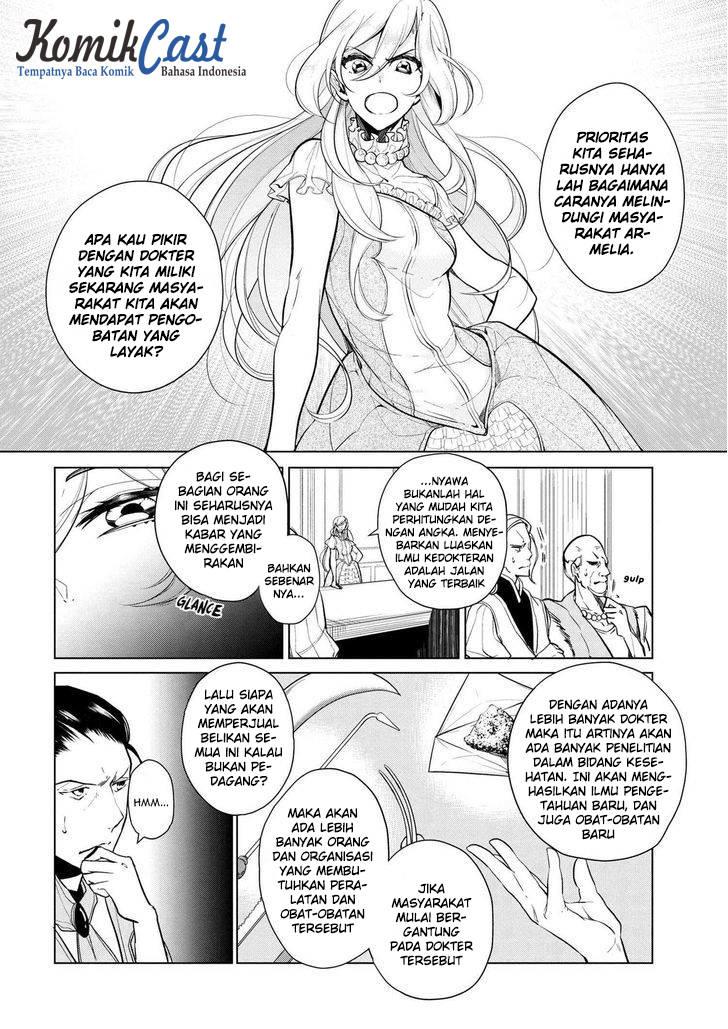 KomikCast
Tempatnya Baca Komik Bahasa Indonesia
PRIORITAS
KITA SEHA-
RUSNYA HANYA
LAH BAGAIMANA
CARANYA MELIN-
DUNGI MASYA-
RAKAT AR-
MELIA.
APA KAU PIKIR
DENGAN DOKTER
YANG KITA MILIKI
SEKARANG MASYA-
RAKAT KITA AKAN
MENDAPAT PENGO-
BATAN YANG
LAYAK?
...NYAWA
BUKANLAH HAL
YANG MUDAH KITA
PERHITUNGKAN DE-
NGAN ANGKA. MENYE-
BARKAN LUASKAN
ILMU KEDOKTERAN
ADALAH JALAN
YANG TERBAIK
gulp
BAGI SE-
BAGIAN ORANG
INI SEHARUSNYA
BISA MENJADI
KABAR YANG
MENGGEMBI-
RAKAN
BAHKAN
SEBENAR
NYA...
GLANCE
DENGAN ADANYA
LEBIH BANYAK DOKTER
MAKA ITU ARTINYA AKAN
ADA BANYAK PENELITIAN
DALAM BIDANG KESE-
HATAN. INI AKAN MENG-
HASILKAN ILMU PENGE-
TAHUAN BARU, DAN
JUGA OBAT-OBATAN
BARU
JIKA
MASYARAKAT
MULAI BER-
GANTUNG
PADA DOKTER
TERSEBUT
MAKA AKAN
ADA LEBIH
BANYAK ORANG
DAN ORGANISASI
YANG MEMBU-
TUHKAN PERA-
LATAN DAN
OBAT-OBATAN
TERSEBUT
LALU SIAPA
YANG AKAN
MEMPERJUAL
BELIKAN SE-
MUA INI KALAU
BUKAN PE-
DAGANG?
HMM...